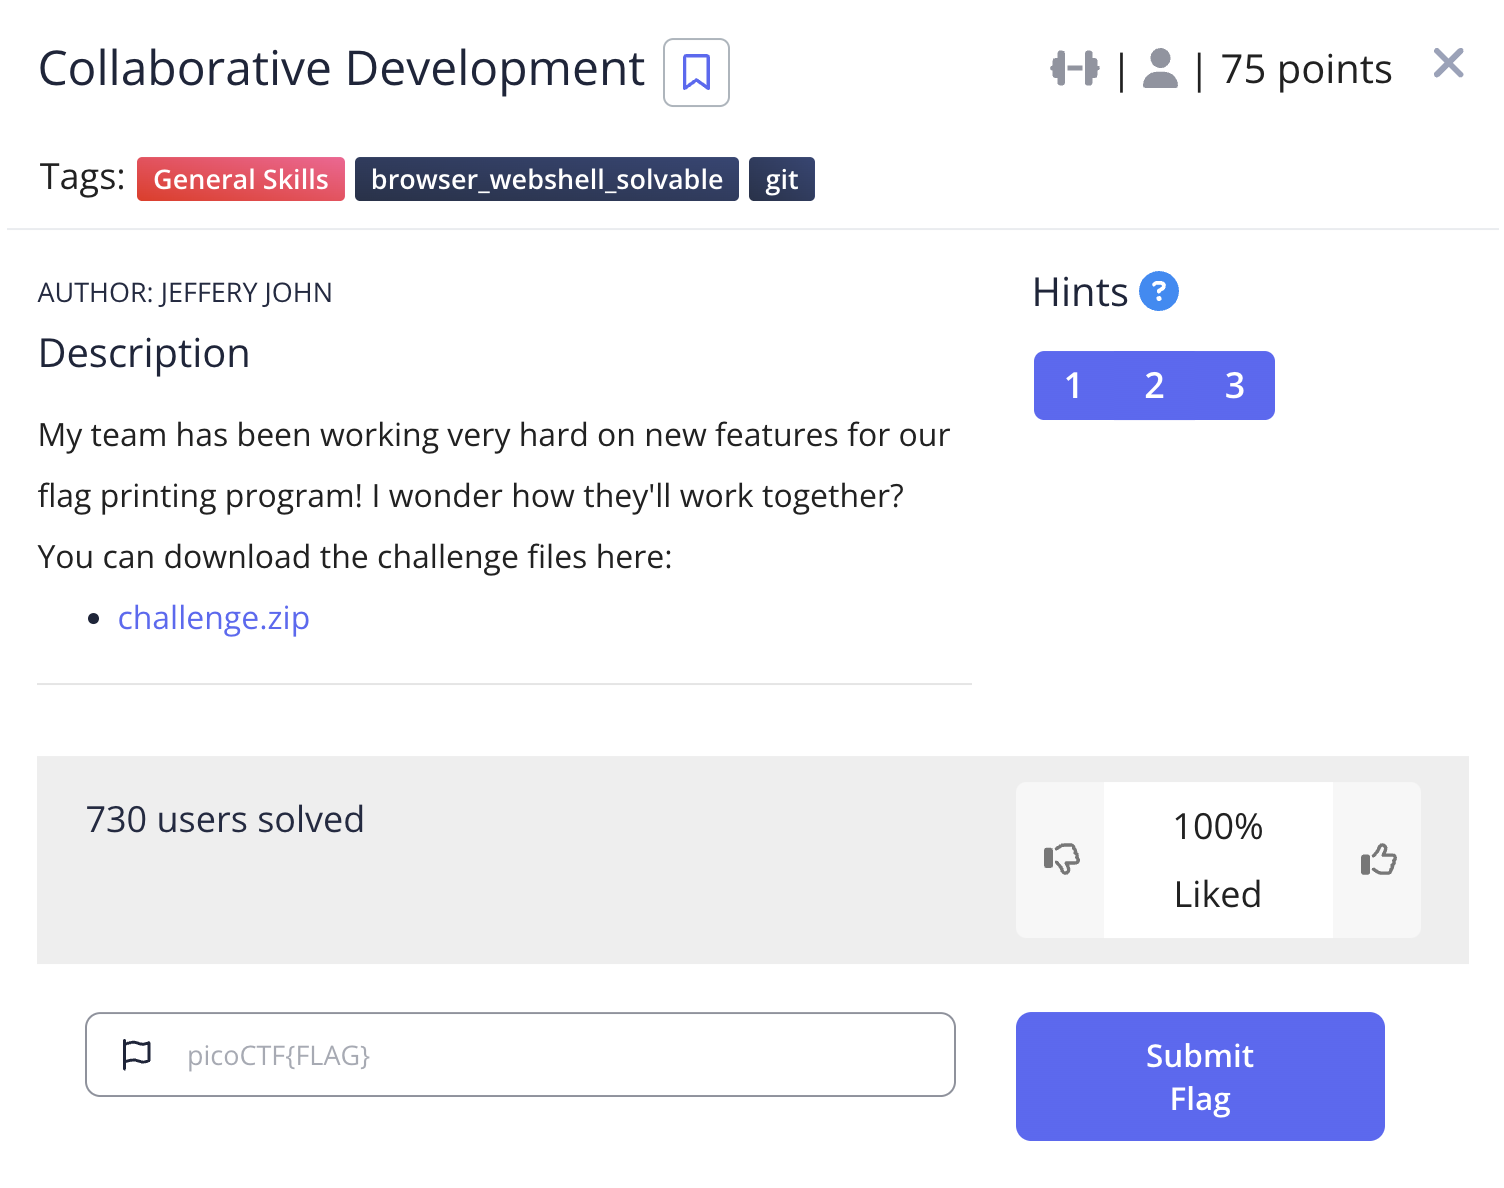 Collaborative Development
| | 75 points
Tags: General Skills browser_webshell_solvable git
AUTHOR: JEFFERY JOHN
Description
My team has been working very hard on new features for our
flag printing program! I wonder how they'll work together?
You can download the challenge files here:
• challenge.zip
Hints ?
1 2 3
730 users solved
100%
Liked
picoCTF{FLAG}
Submit
Flag